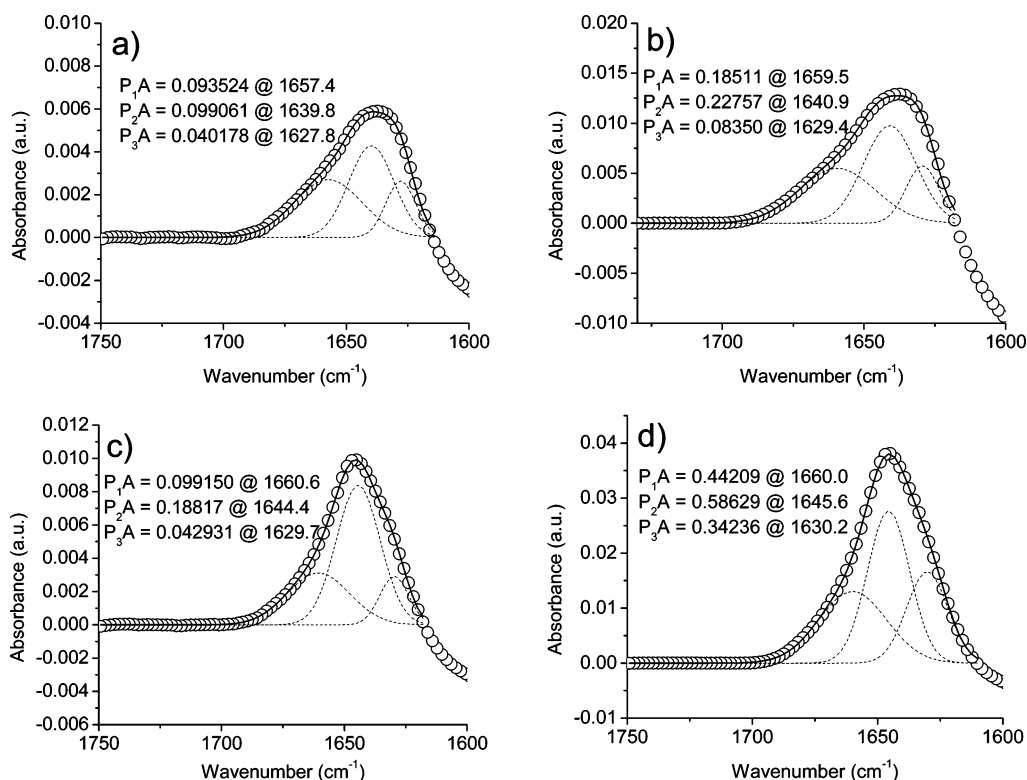 a)
P₁A = 0.093524 @ 1657.4
P₂A = 0.099061 @ 1639.8
P₃A = 0.040178 @ 1627.8
0.010
0.008
0.006
0.004
0.002
0.000
-0.002
-0.004
Absorbance (a.u.)
1750
1700
1650
1600
Wavenumber (cm⁻¹)
b)
P₁A = 0.18511 @ 1659.5
P₂A = 0.22757 @ 1640.9
P₃A = 0.08350 @ 1629.4
0.020
0.015
0.010
0.005
0.000
-0.005
-0.010
Absorbance (a.u.)
1700
1650
1600
Wavenumber (cm⁻¹)
c)
P₁A = 0.099150 @ 1660.6
P₂A = 0.18817 @ 1644.4
P₃A = 0.042931 @ 1629.7
0.012
0.010
0.008
0.006
0.004
0.002
0.000
-0.002
-0.004
-0.006
Absorbance (a.u.)
1750
1700
1650
1600
Wavenumber (cm⁻¹)
d)
P₁A = 0.44209 @ 1660.0
P₂A = 0.58629 @ 1645.6
P₃A = 0.34236 @ 1630.2
0.04
0.03
0.02
0.01
0.00
-0.01
Absorbance (a.u.)
1750
1700
1650
1600
Wavenumber (cm⁻¹)